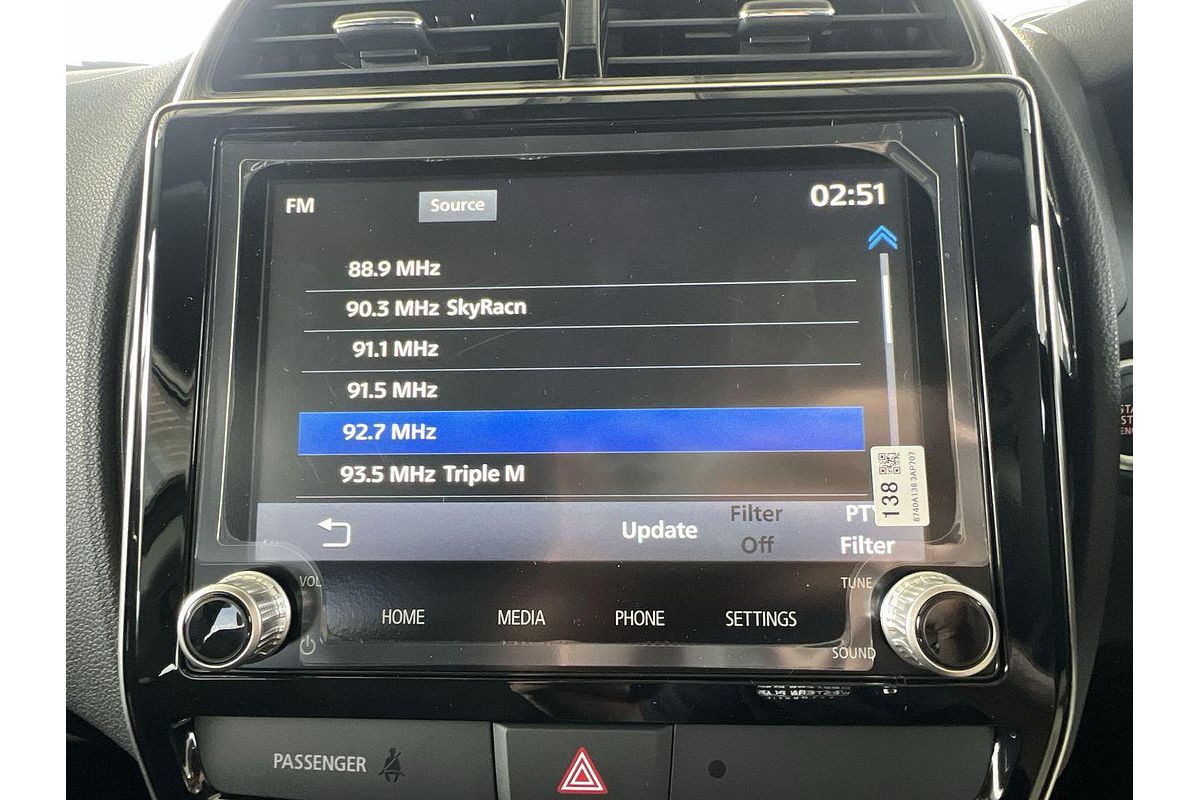 FM Source 02:51
88.9 MHz
90.3 MHz SkyRacn
91.1 MHz
91.5 MHz
92.7 MHz
93.5 MHz Triple M
138
8740A138 3AP707
Update Filter Off PTY Filter
VOL TUNE
HOME MEDIA PHONE SETTINGS
SOUND
PASSENGER